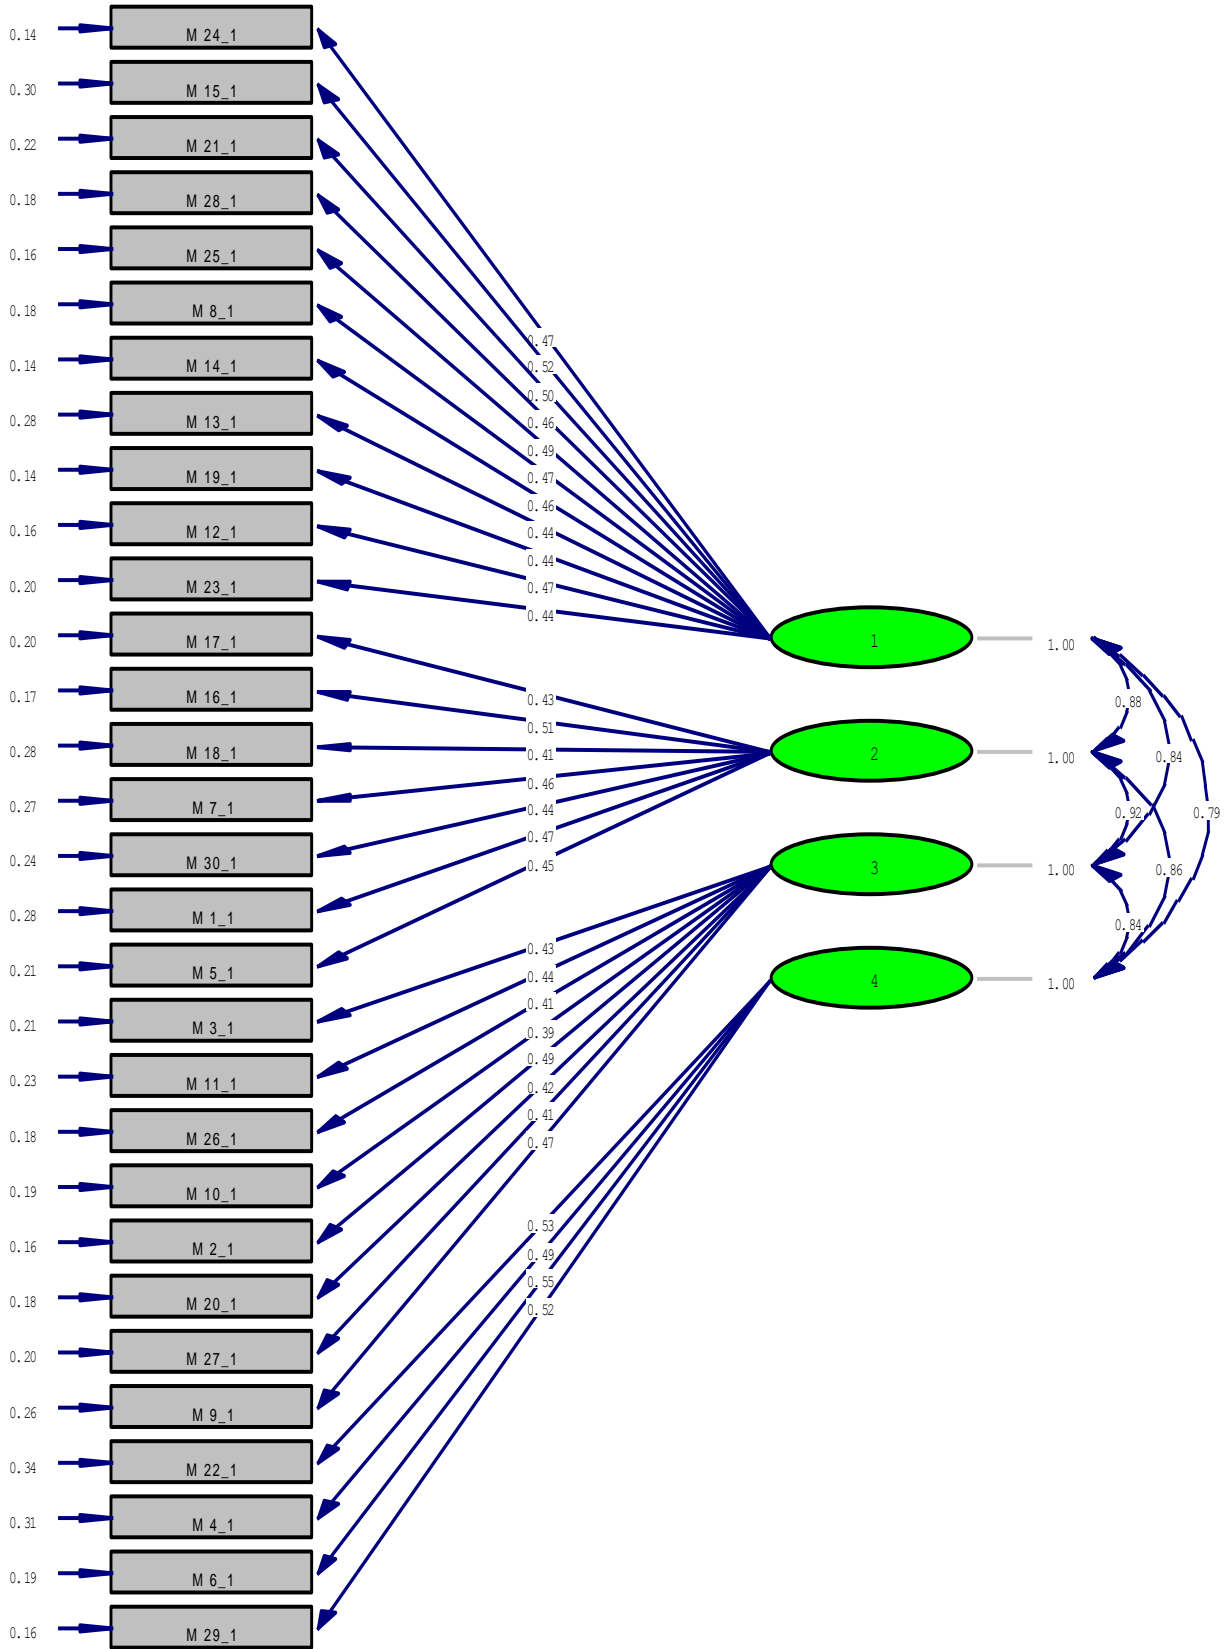 0.14 M 24_1
0.30 M 15_1
0.22 M 21_1
0.18 M 28_1
0.16 M 25_1
0.18 M 8_1
0.47
0.14 M 14_1
0.52
0.50
0.28 M 13_1
0.46
0.49
0.14 M 19_1
0.47
0.46
0.16 M 12_1
0.44
0.44
0.20 M 23_1
0.47
0.44
0.20 M 17_1 1 1.00
0.17 M 16_1
0.43 0.88
0.51
0.28 M 18_1 2 1.00
0.41 0.84
0.46
0.27 M 7_1
0.44 0.92 0.79
0.47
0.24 M 30_1
0.45 3 1.00 0.86
0.28 M 1_1
0.84
0.43
0.21 M 5_1
0.44 4 1.00
0.41
0.21 M 3_1
0.39
0.49
0.23 M 11_1
0.42
0.41
0.18 M 26_1
0.47
0.19 M 10_1
0.53
0.16 M 2_1
0.49
0.55
0.18 M 20_1
0.52
0.20 M 27_1
0.26 M 9_1
0.34 M 22_1
0.31 M 4_1
0.19 M 6_1
0.16 M 29_1